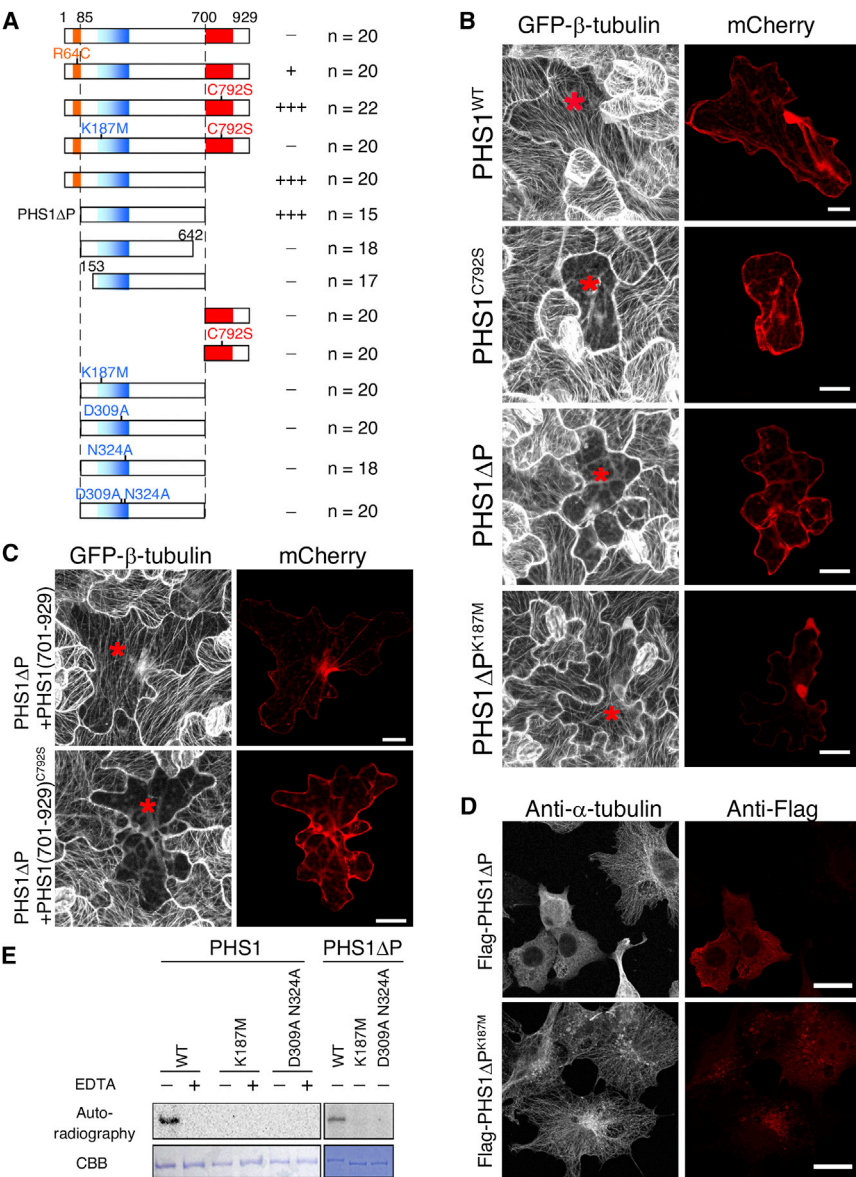 A
1 85 700 929
– n = 20
R64C
+ n = 20
C792S
+++ n = 22
K187M C792S
– n = 20
+++ n = 20
PHS1ΔP +++ n = 15
642
– n = 18
153
– n = 17
– n = 20
C792S
– n = 20
K187M
– n = 20
D309A
– n = 20
N324A
– n = 18
D309A N324A
– n = 20
B
GFP-β-tubulin mCherry
PHS1WT
*
PHS1C792S
*
PHS1ΔP
*
PHS1ΔPK187M
*
C
GFP-β-tubulin mCherry
PHS1ΔP
+PHS1(701-929)
*
PHS1ΔP
+PHS1(701-929)C792S
*
D
Anti-α-tubulin Anti-Flag
Flag-PHS1ΔP
Flag-PHS1ΔPK187M
E
PHS1 PHS1ΔP
WT K187M D309A N324A WT K187M D309A N324A
EDTA – + – + – + – – –
Auto-
radiography
CBB